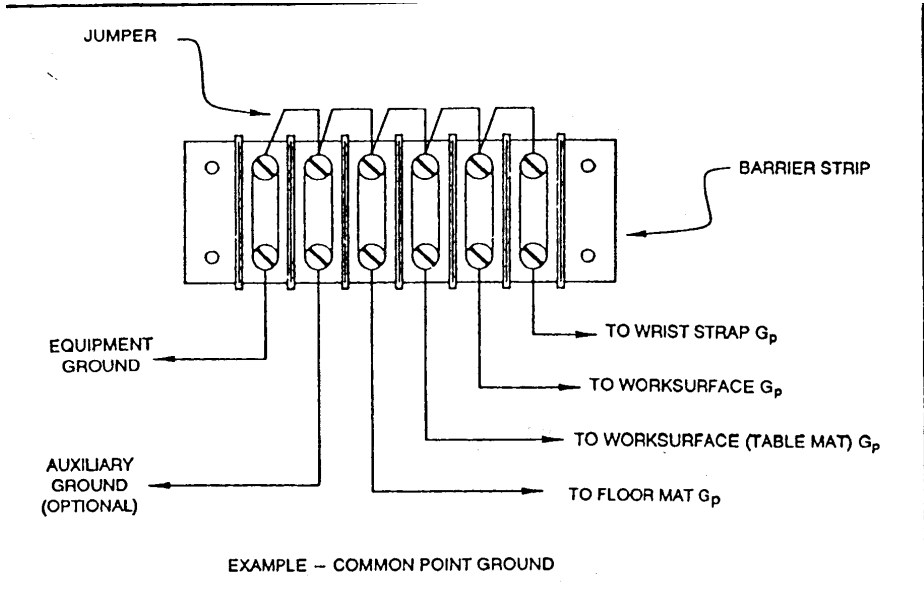 JUMPER
BARRIER STRIP
TO WRIST STRAP Gp
EQUIPMENT
GROUND
TO WORKSURFACE Gp
TO WORKSURFACE (TABLE MAT) Gp
AUXILIARY
GROUND
(OPTIONAL)
TO FLOOR MAT Gp
EXAMPLE – COMMON POINT GROUND